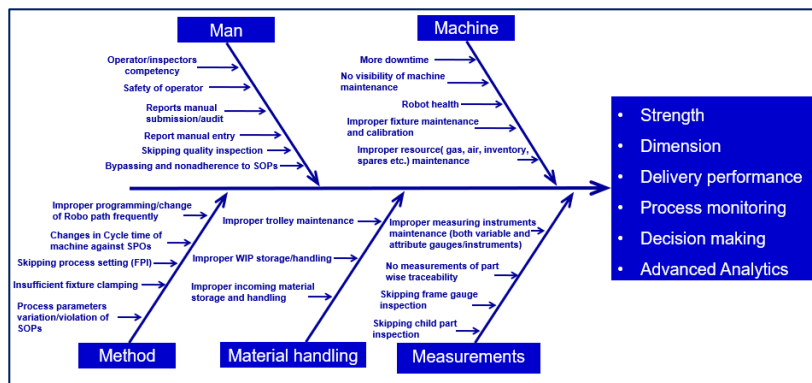 Man
Machine
Operator/inspectors
competency
Safety of operator
Reports manual
submission/audit
Report manual entry
Skipping quality inspection
Bypassing and nonadherence to SOPs
More downtime
No visibility of machine
maintenance
Robot health
Improper fixture maintenance
and calibration
Improper resource( gas, air, inventory,
spares etc.) maintenance
• Strength
• Dimension
• Delivery performance
• Process monitoring
• Decision making
• Advanced Analytics
Improper programming/change
of Robo path frequently
Changes in Cycle time of
machine against SPOs
Skipping process setting (FPI)
Insufficient fixture clamping
Process parameters
variation/violation of
SOPs
Improper trolley maintenance
Improper WIP storage/handling
Improper incoming material
storage and handling
Improper measuring instruments
maintenance (both variable and
attribute gauges/instruments)
No measurements of part
wise traceability
Skipping frame gauge
inspection
Skipping child part
inspection
Method
Material handling
Measurements